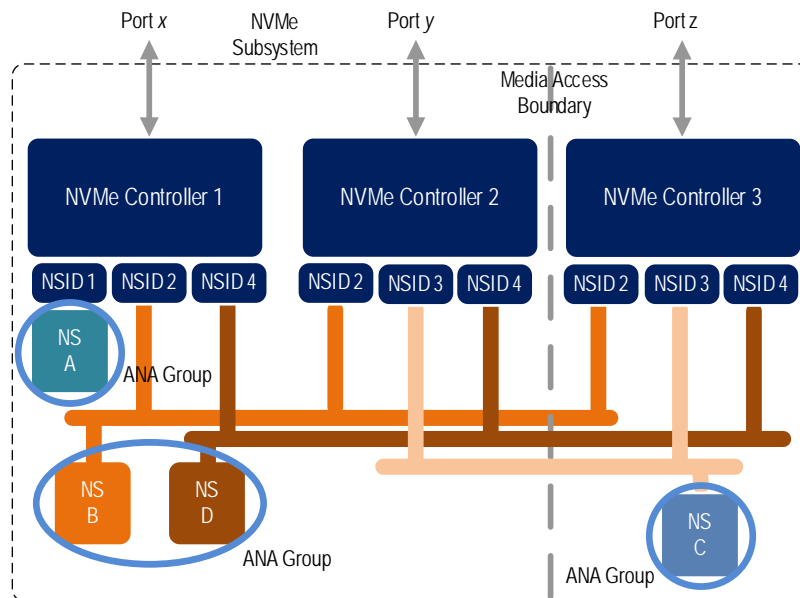 Port x
NVMe
Subsystem
Port y
Port z
Media Access
Boundary
NVMe Controller 1
NVMe Controller 2
NVMe Controller 3
NSID 1
NSID 2
NSID 4
NSID 2
NSID 3
NSID 4
NSID 2
NSID 3
NSID 4
NS
A
ANA Group
NS
B
NS
D
ANA Group
NS
C
ANA Group